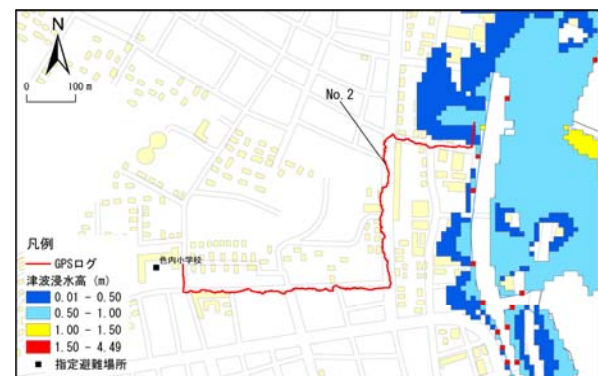 N
0 100 m
No.2
色内小学校
凡例
GPSログ
津波浸水高 (m)
0.01 - 0.50
0.50 - 1.00
1.00 - 1.50
1.50 - 4.49
指定避難場所